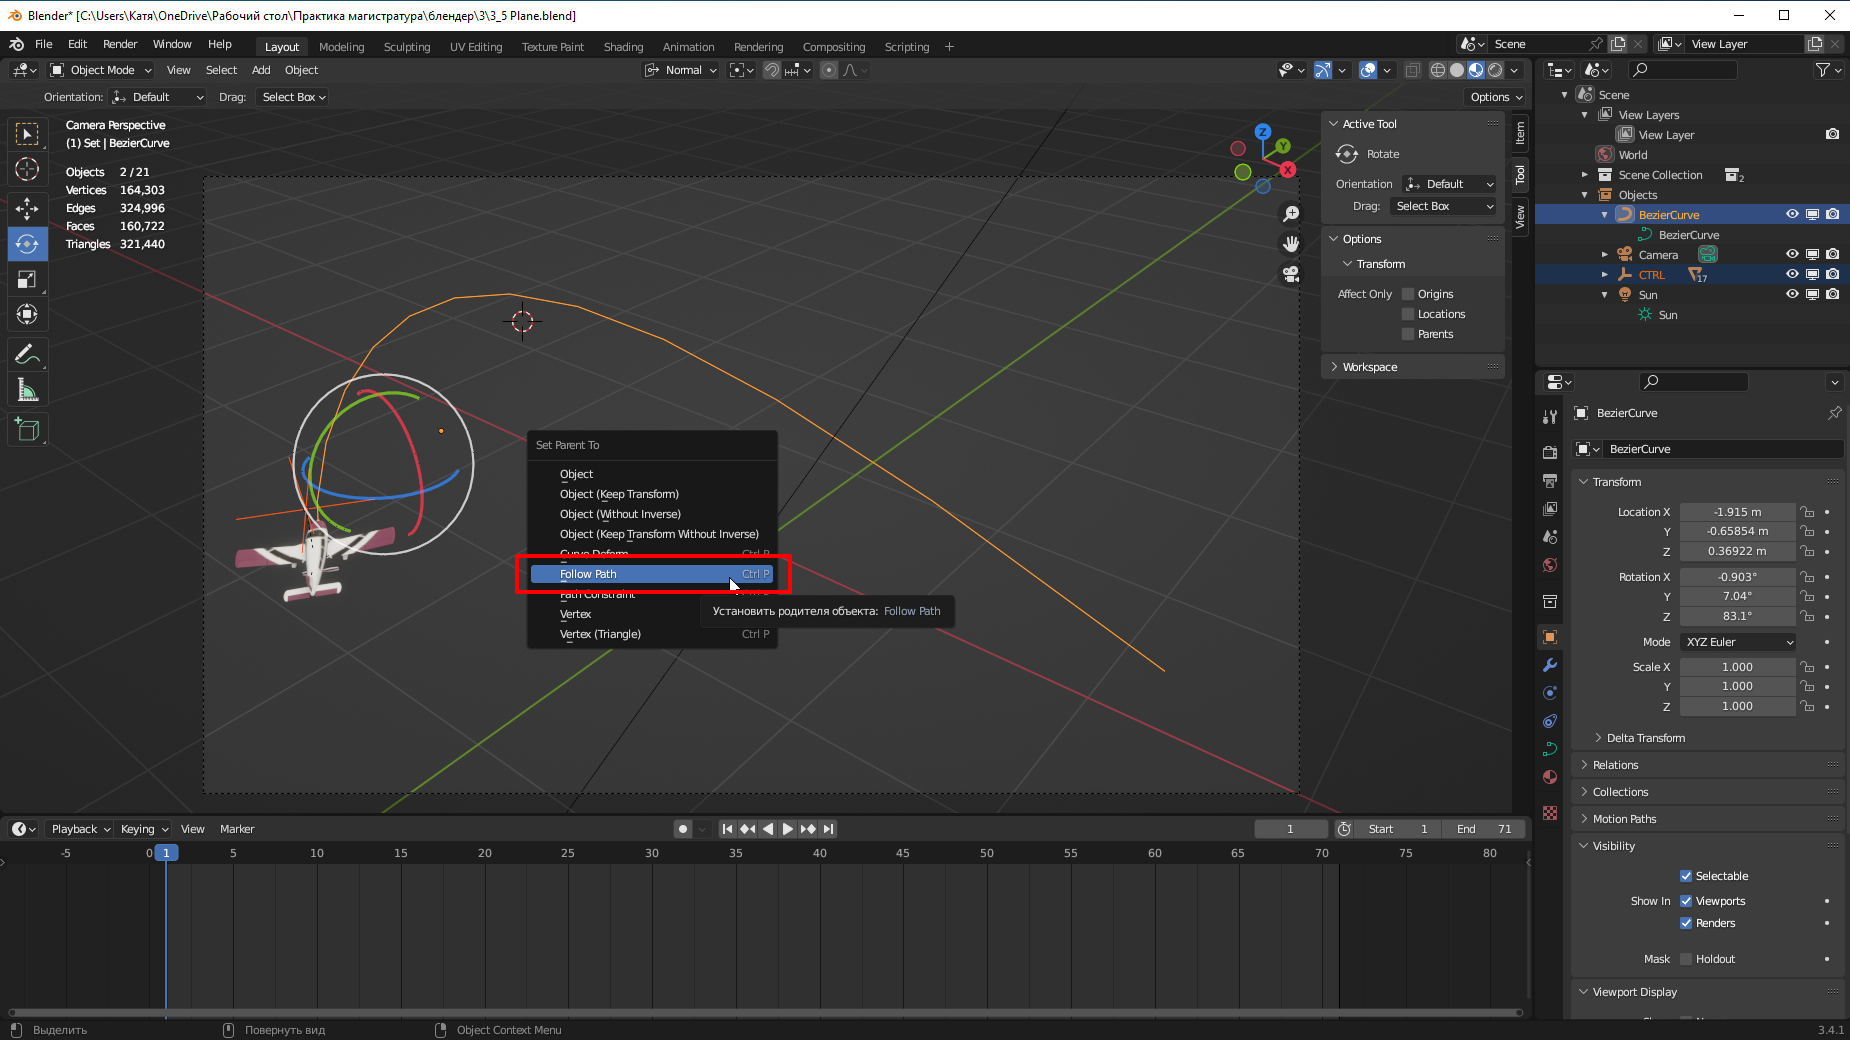 Blender* [C:\Users\Катя\OneDrive\Рабочий стол\Практика магистратура\блендер\3\3_5 Plane.blend]
File Edit Render Window Help Layout Modeling Sculpting UV Editing Texture Paint Shading Animation Rendering Compositing Scripting + Scene View Layer
Object Mode View Select Add Object Normal
Orientation: Default Drag: Select Box Options
Camera Perspective
(1) Set | BezierCurve
Objects 2 / 21
Vertices 164,303
Edges 324,996
Faces 160,722
Triangles 321,440
Z
Y
X
Set Parent To
Object
Object (Keep Transform)
Object (Without Inverse)
Object (Keep Transform Without Inverse)
Curve Deform Ctrl P
Follow Path Ctrl P
Path Constraint
Установить родителя объекта: Follow Path
Vertex
Vertex (Triangle) Ctrl P
Active Tool
Rotate
Orientation Default
Drag: Select Box
Options
Transform
Affect Only Origins
Locations
Parents
Workspace
Item
Tool
View
Scene
View Layers
View Layer
World
Scene Collection 2
Objects
BezierCurve
BezierCurve
Camera
CTRL 17
Sun
Sun
BezierCurve
BezierCurve
Transform
Location X -1.915 m
Y -0.65854 m
Z 0.36922 m
Rotation X -0.903°
Y 7.04°
Z 83.1°
Mode XYZ Euler
Scale X 1.000
Y 1.000
Z 1.000
Delta Transform
Relations
Collections
Motion Paths
Visibility
Selectable
Show In Viewports
Renders
Mask Holdout
Viewport Display
Playback Keying View Marker 1 Start 1 End 71
-5 0 1 5 10 15 20 25 30 35 40 45 50 55 60 65 70 75 80
Выделить Повернуть вид Object Context Menu 3.4.1